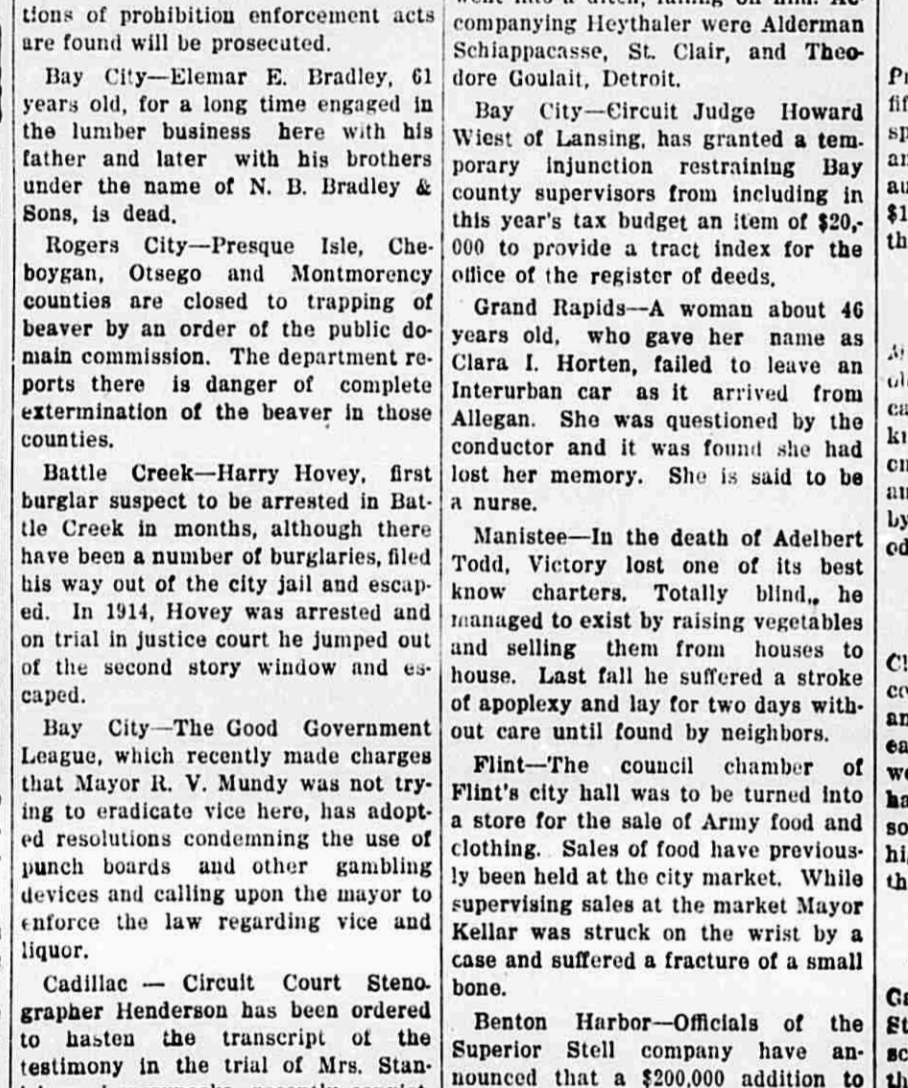 tions of prohibition enforcement acts
are found will be prosecuted.
Bay City—Elemar E. Bradley, 61
years old, for a long time engaged in
the lumber business here with his
father and later with his brothers
under the name of N. B. Bradley &
Sons, is dead.
Rogers City—Presque Isle, Che-
boygan, Otsego and Montmorency
counties are closed to trapping of
beaver by an order of the public do-
main commission. The department re-
ports there is danger of complete
extermination of the beaver in those
counties.
Battle Creek—Harry Hovey, first
burglar suspect to be arrested in Bat-
tle Creek in months, although there
have been a number of burglaries, filed
his way out of the city jail and escap-
ed. In 1914, Hovey was arrested and
on trial in justice court he jumped out
of the second story window and es-
caped.
Bay City—The Good Government
League, which recently made charges
that Mayor R. V. Mundy was not try-
ing to eradicate vice here, has adopt-
ed resolutions condemning the use of
punch boards and other gambling
devices and calling upon the mayor to
enforce the law regarding vice and
liquor.
Cadillac — Circuit Court Steno-
grapher Henderson has been ordered
to hasten the transcript of the
testimony in the trial of Mrs. Stan-
companying Heythaler were Alderman
Schiappacasse, St. Clair, and Theo-
dore Goulait, Detroit.
Bay City—Circuit Judge Howard
Wiest of Lansing, has granted a tem-
porary injunction restraining Bay
county supervisors from including in
this year's tax budget an item of $20,-
000 to provide a tract index for the
office of the register of deeds.
Grand Rapids—A woman about 46
years old, who gave her name as
Clara I. Horten, failed to leave an
Interurban car as it arrived from
Allegan. She was questioned by the
conductor and it was found she had
lost her memory. She is said to be
a nurse.
Manistee—In the death of Adelbert
Todd, Victory lost one of its best
know charters. Totally blind,, he
managed to exist by raising vegetables
and selling them from houses to
house. Last fall he suffered a stroke
of apoplexy and lay for two days with-
out care until found by neighbors.
Flint—The council chamber of
Flint's city hall was to be turned into
a store for the sale of Army food and
clothing. Sales of food have previous-
ly been held at the city market. While
supervising sales at the market Mayor
Kellar was struck on the wrist by a
case and suffered a fracture of a small
bone.
Benton Harbor—Officials of the
Superior Stell company have an-
nounced that a $200,000 addition to